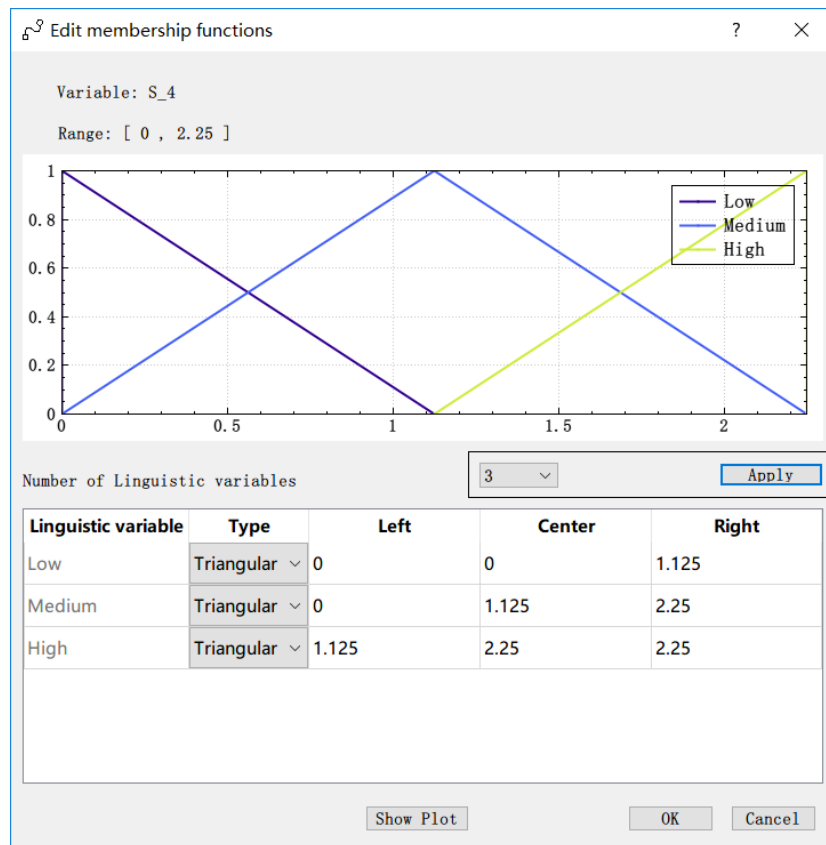 Edit membership functions ? ×
Variable: S_4
Range: [ 0 , 2.25 ]
1
0.8
0.6
0.4
0.2
0
0 0.5 1 1.5 2
Low
Medium
High
Number of Linguistic variables 3 Apply
Linguistic variable Type Left Center Right
Low Triangular 0 0 1.125
Medium Triangular 0 1.125 2.25
High Triangular 1.125 2.25 2.25
Show Plot OK Cancel